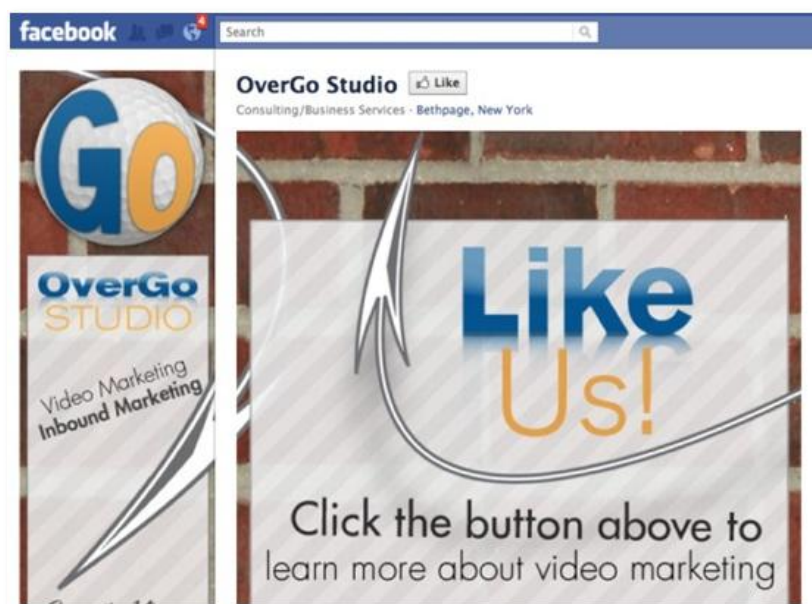 facebook
4
Search
OverGo Studio
Like
Consulting/Business Services · Bethpage, New York
Go
OverGo
STUDIO
Video Marketing
Inbound Marketing
Like
Us!
Click the button above to
learn more about video marketing